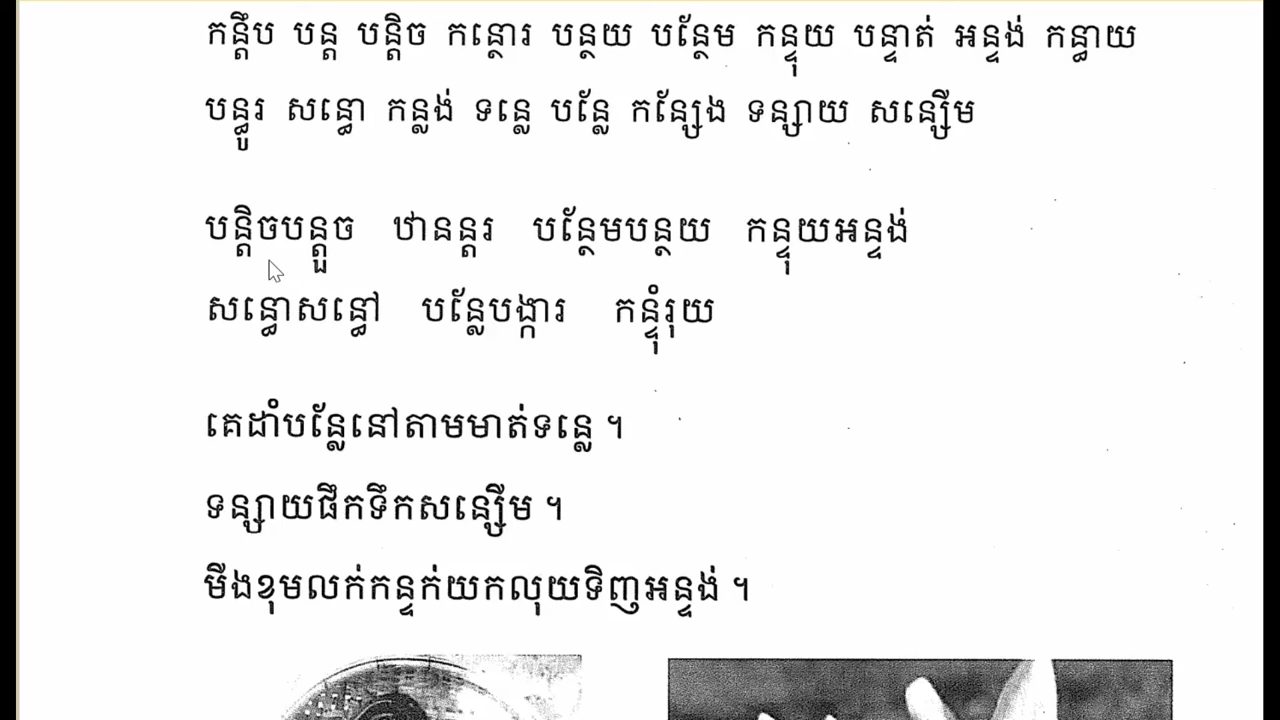 កន្តឹប បន្ត បន្តិច កន្ថោរ បន្ថយ បន្ថែម កន្ទុយ បន្ទាត់ អន្ទង់ កន្ធាយ
បន្ធូរ សន្ធោ កន្លង់ ទន្លេ បន្លែ កន្សែង ទន្សាយ សន្សើម
បន្តិចបន្តួច ឋានន្តរ បន្ថែមបន្ថយ កន្ទុយអន្ទង់
សន្ធោសន្ធៅ បន្លែបង្ការ កន្ទុំរុយ
គេដាំបន្លែនៅតាមមាត់ទន្លេ ។
ទន្សាយផឹកទឹកសន្សើម ។
មីងខុមលក់កន្ទក់យកលុយទិញអន្ទង់ ។